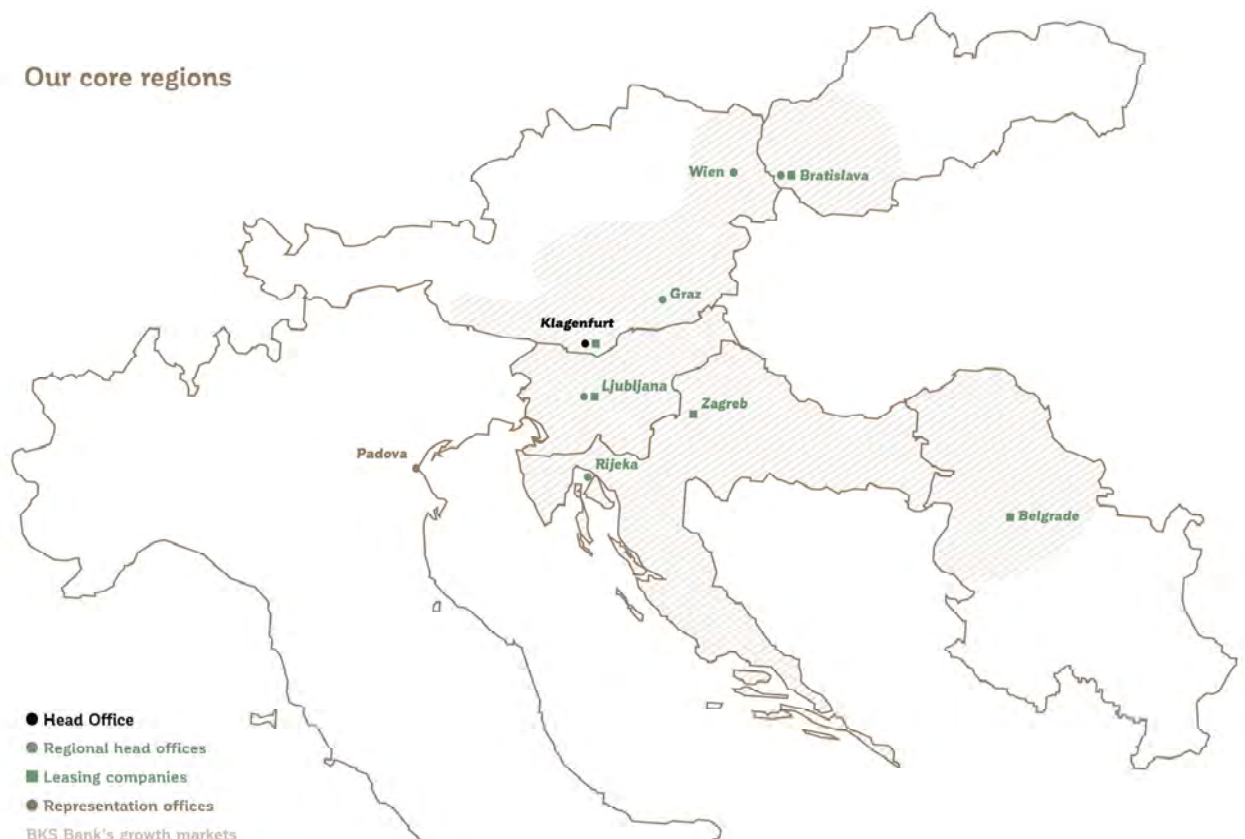 Our core regions
Wien
Bratislava
Graz
Klagenfurt
Ljubljana
Zagreb
Padova
Rijeka
Belgrade
Head Office
Regional head offices
Leasing companies
Representation offices
BKS Bank's growth markets